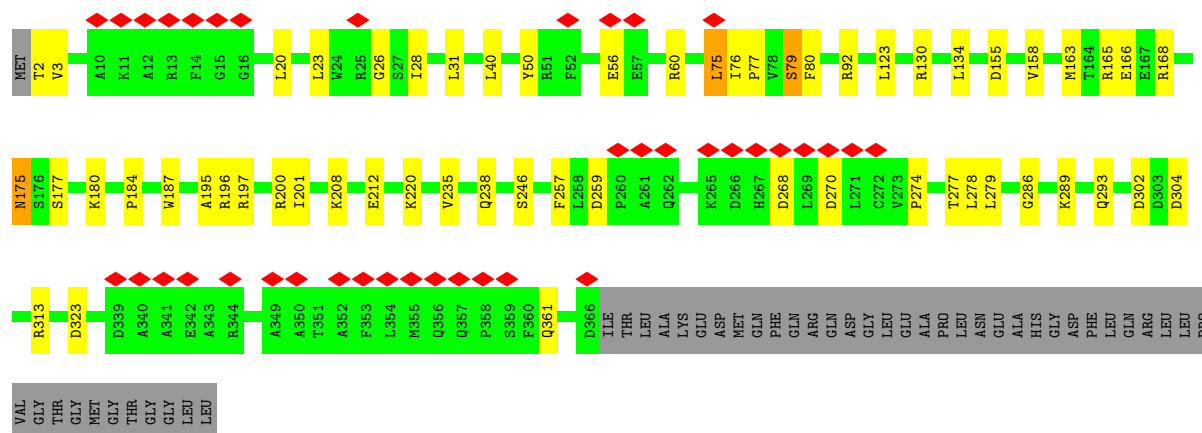 MET T2 V3 A10 K11 A12 R13 F14 G15 G16 L20 L23 W24 R25 G26 S27 I28 L31 L40 Y50 R51 F52 E56 E57 R60 L75 I76 P77 V78 S79 F80 R92 L123 R130 L134 D155 V158 M163 T164 R165 E166 E167 R168
N175 S176 S177 K180 P184 W187 A195 R196 R197 R200 I201 K208 E212 K220 V235 Q238 S246 F257 L258 D259 P260 A261 Q262 K265 D266 H267 D268 L269 D270 L271 C272 V273 P274 T277 L278 L279 G286 K289 Q293 D302 D303 D304
R313 D323 D339 A340 A341 E342 A343 R344 A349 A350 T351 A352 F353 L354 M355 Q356 Q357 P358 S359 F360 Q361 D366 ILE THR LEU ALA LYS GLU ASP MET GLN PHE GLN ARG GLN ASP GLY LEU GLU ALA PRO LEU ASN GLU ALA HIS GLY ASP PHE LEU GLN ARG LEU LEU
VAL GLY THR GLY MET GLY THR GLY GLY LEU LEU